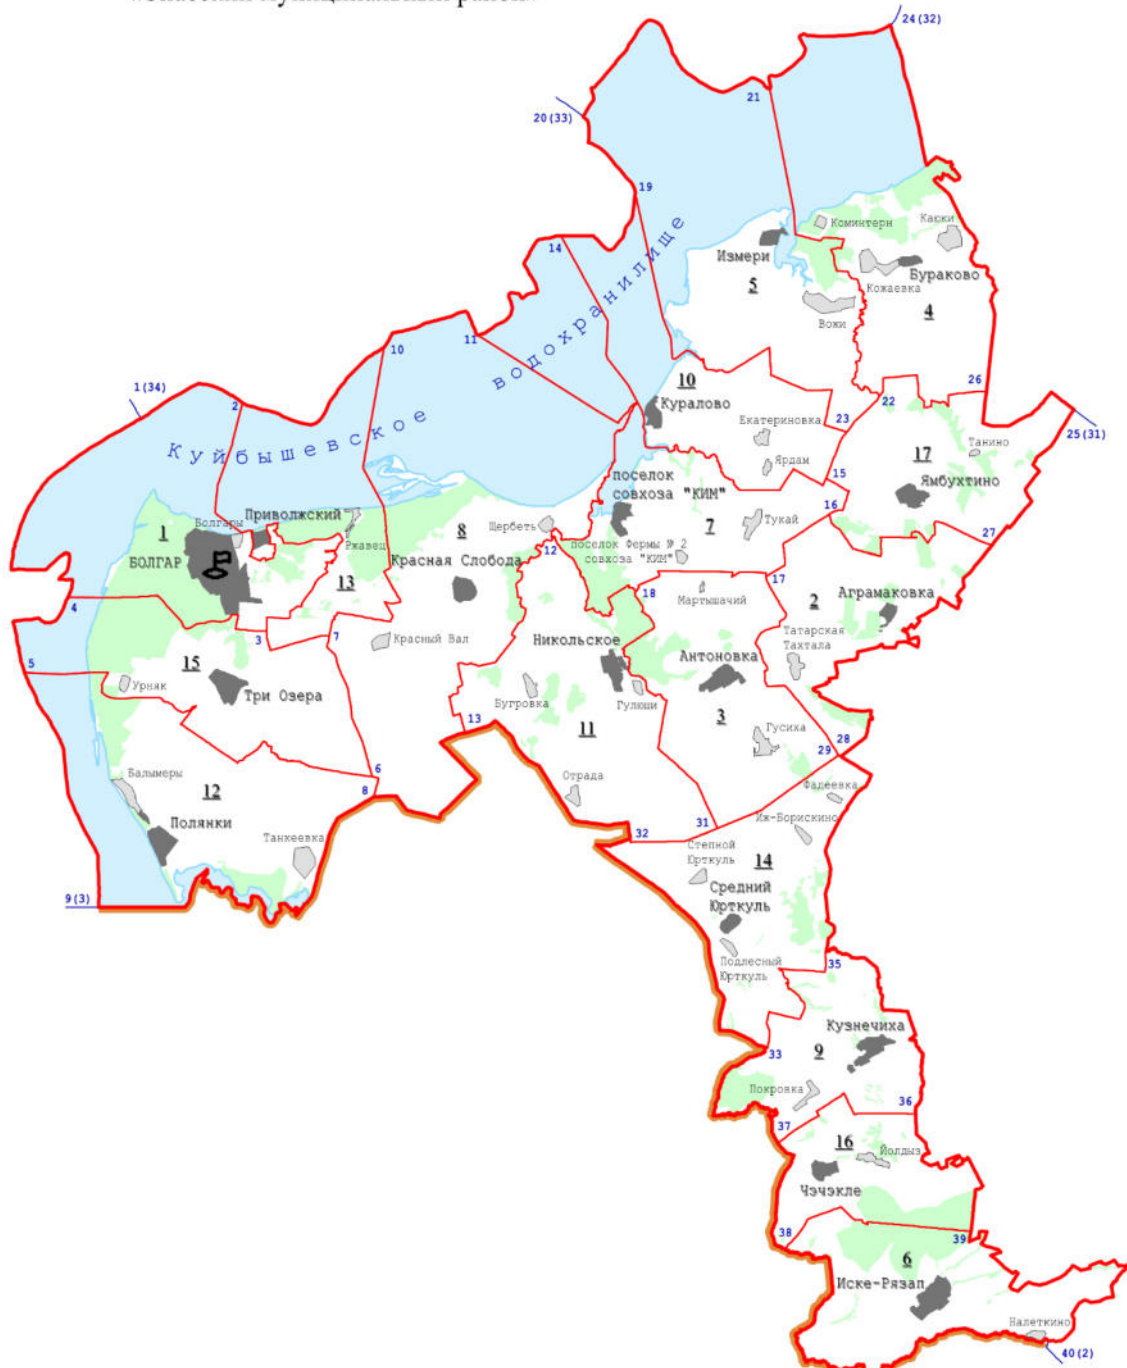 «Спасский муниципальный район»
24 (32)
21
20 (33)
19
14
11
10
1 (34)
2
Куйбышевское водохранилище
Коминтерн
Каюки
Измери
5
Бураково
Кожаевка
4
Вожи
26
22
25 (31)
10
Куралово
23
Екатериновка
Ярдам
15
17
Танино
Ямбухтино
16
27
поселок
совхоза "КИМ"
7
Тукай
поселок Фермы № 2
совхоза "КИМ"
8
Щербеть
12
1
Болгары
Приволжский
Ржавец
БОЛГАР
13
Красная Слобода
Красный Вал
4
3
7
5
15
Урняк
Три Озера
18
Мартышачий
17
2
Аграмаковка
Татарская
Тахтала
Никольское
Антоновка
Бугровка
Гулюши
3
11
Гусиха
13
28
29
6
8
Балымеры
12
Полянки
Танкеевка
9 (3)
Отрада
32
31
Фадеевка
Иж-Борискино
Степной
Юрткуль
14
Средний
Юрткуль
Подлесный
Юрткуль
35
Кузнечиха
33
9
Покровка
36
37
16
Йолдыз
Чэчэкле
38
39
6
Иске-Рязап
Налеткино
40 (2)